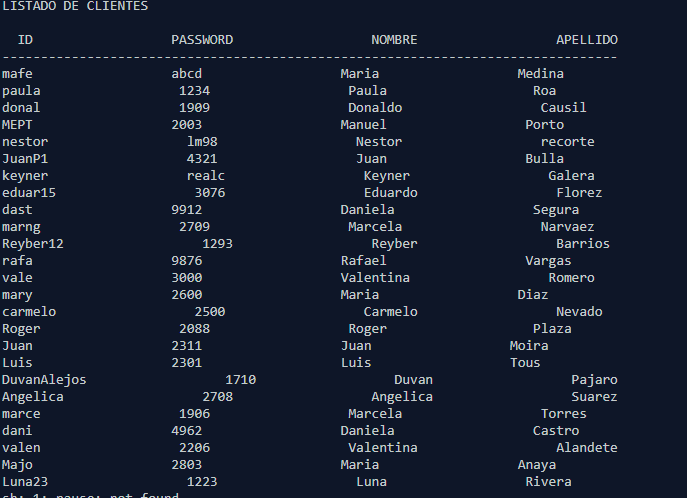 LISTADO DE CLIENTES
ID PASSWORD NOMBRE APELLIDO
--------------------------------------------------------------------------------
mafe abcd Maria Medina
paula 1234 Paula Roa
donal 1909 Donaldo Causil
MEPT 2003 Manuel Porto
nestor lm98 Nestor recorte
JuanP1 4321 Juan Bulla
keyner realc Keyner Galera
eduar15 3076 Eduardo Florez
dast 9912 Daniela Segura
marng 2709 Marcela Narvaez
Reyber12 1293 Reyber Barrios
rafa 9876 Rafael Vargas
vale 3000 Valentina Romero
mary 2600 Maria Diaz
carmelo 2500 Carmelo Nevado
Roger 2088 Roger Plaza
Juan 2311 Juan Moira
Luis 2301 Luis Tous
DuvanAlejos 1710 Duvan Pajaro
Angelica 2708 Angelica Suarez
marce 1906 Marcela Torres
dani 4962 Daniela Castro
valen 2206 Valentina Alandete
Majo 2803 Maria Anaya
Luna23 1223 Luna Rivera
sh: 1: pause: not found